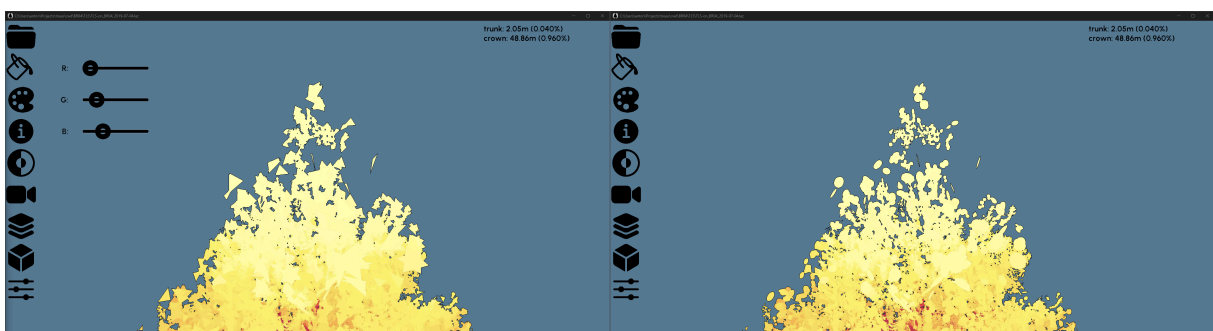 trunk: 2.05m (0.040%)
crown: 48.86m (0.960%)
R:
G:
B:
trunk: 2.05m (0.040%)
crown: 48.86m (0.960%)